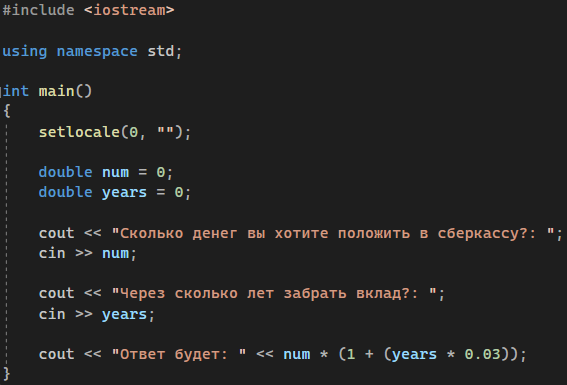 #include <iostream>
using namespace std;
int main()
{
setlocale(0, "");
double num = 0;
double years = 0;
cout << "Сколько денег вы хотите положить в сберкассу?: ";
cin >> num;
cout << "Через сколько лет забрать вклад?: ";
cin >> years;
cout << "Ответ будет: " << num * (1 + (years * 0.03));
}